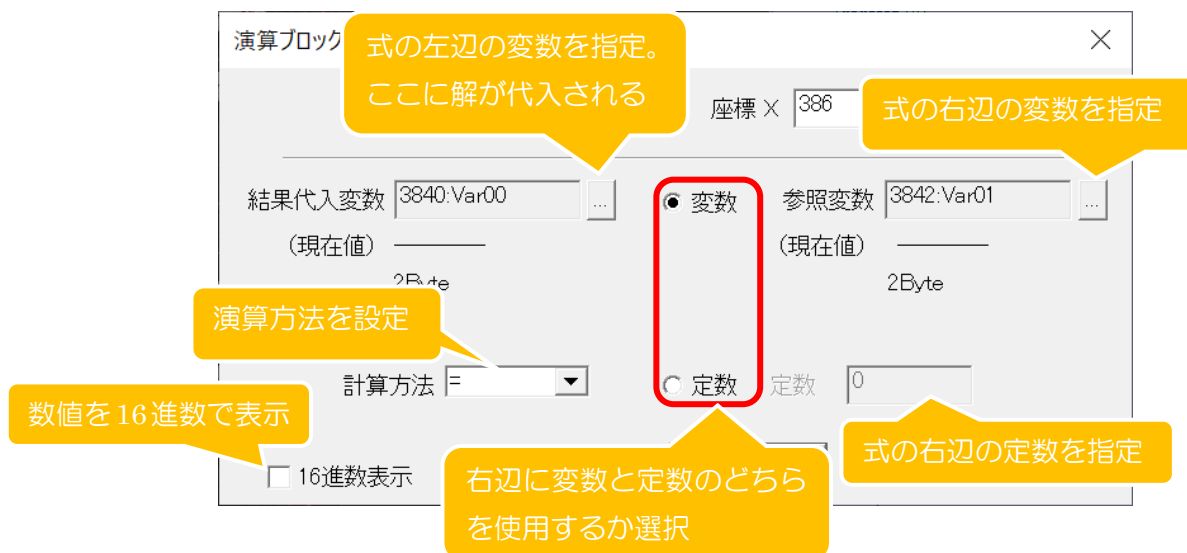 演算ブロック
式の左辺の変数を指定。
ここに解が代入される
座標 X 386
式の右辺の変数を指定
結果代入変数 3840:Var00 ...
変数
参照変数 3842:Var01 ...
(現在値)
(現在値)
2Byte
2Byte
演算方法を設定
計算方法 =
定数 定数 0
数値を16進数で表示
式の右辺の定数を指定
16進数表示
右辺に変数と定数のどちら
を使用するか選択